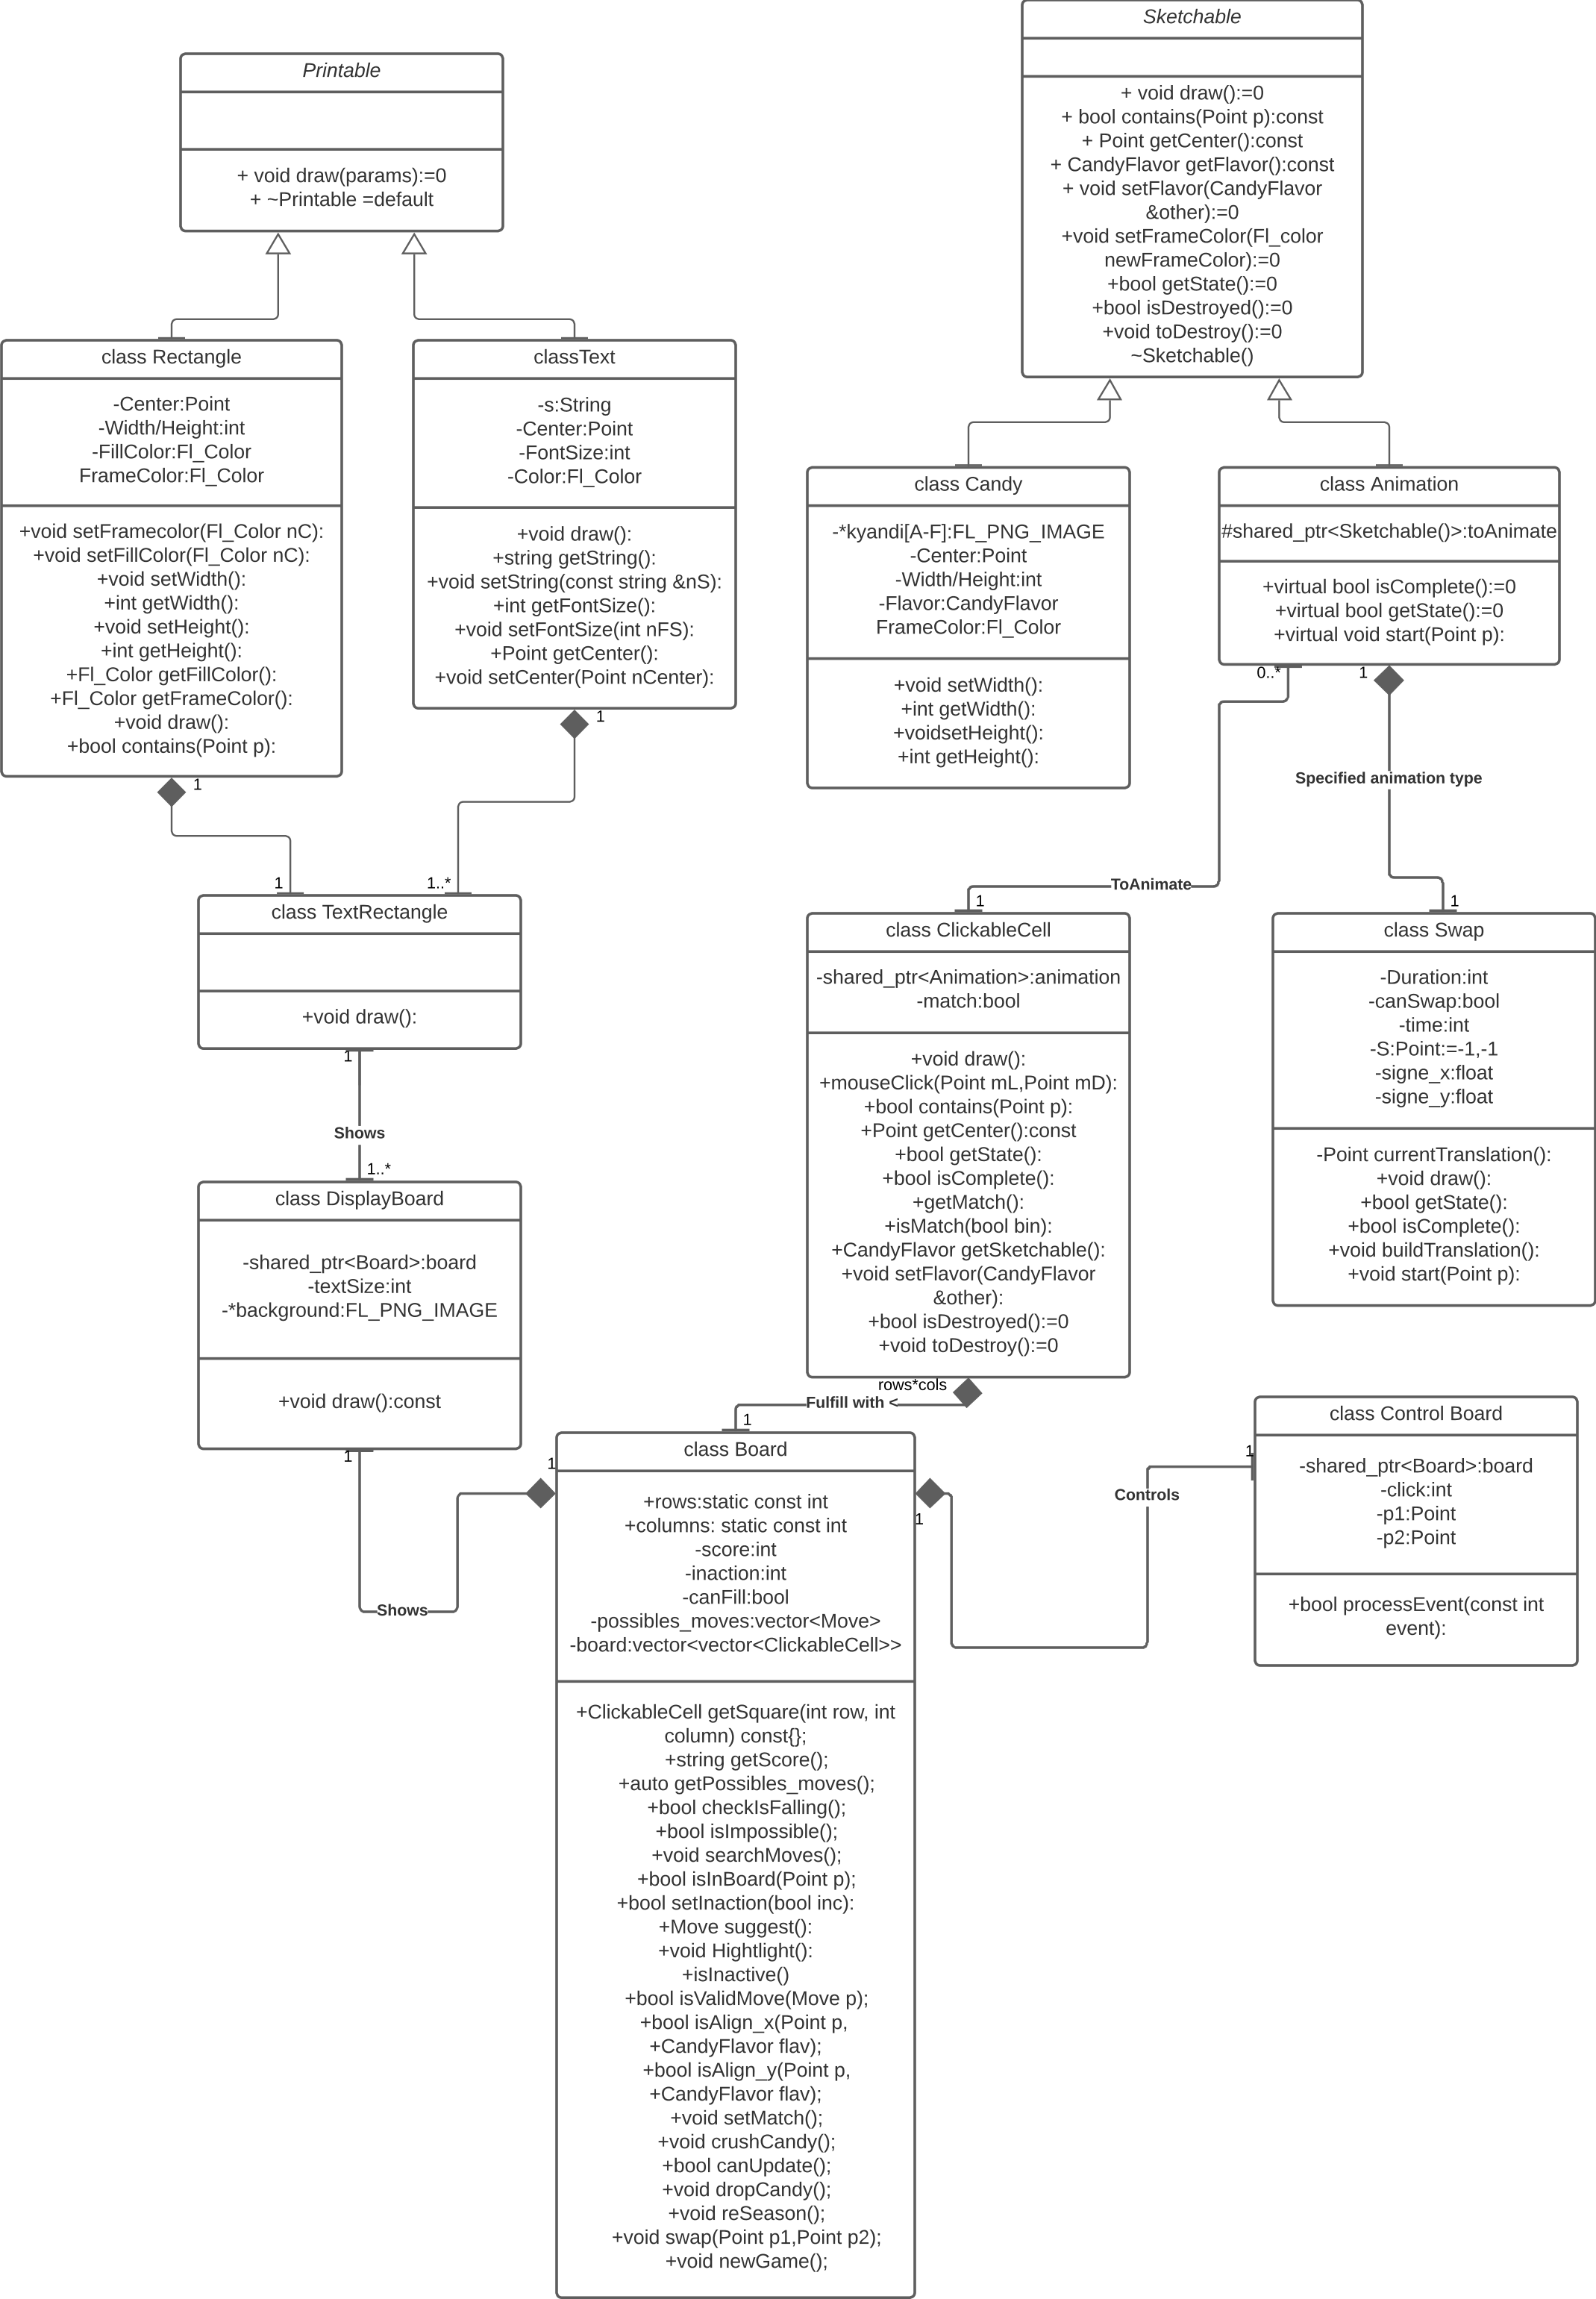 Sketchable
+ void draw():=0
+ bool contains(Point p):const
+ Point getCenter():const
+ CandyFlavor getFlavor():const
+ void setFlavor(CandyFlavor
&other):=0
+void setFrameColor(Fl_color
newFrameColor):=0
+bool getState():=0
+bool isDestroyed():=0
+void toDestroy():=0
~Sketchable()
Printable
+ void draw(params):=0
+ ~Printable =default
class Rectangle
-Center:Point
-Width/Height:int
-FillColor:Fl_Color
FrameColor:Fl_Color
+void setFramecolor(Fl_Color nC):
+void setFillColor(Fl_Color nC):
+void setWidth():
+int getWidth():
+void setHeight():
+int getHeight():
+Fl_Color getFillColor():
+Fl_Color getFrameColor():
+void draw():
+bool contains(Point p):
1
classText
-s:String
-Center:Point
-FontSize:int
-Color:Fl_Color
+void draw():
+string getString():
+void setString(const string &nS):
+int getFontSize():
+void setFontSize(int nFS):
+Point getCenter():
+void setCenter(Point nCenter):
1
class Candy
-*kyandi[A-F]:FL_PNG_IMAGE
-Center:Point
-Width/Height:int
-Flavor:CandyFlavor
FrameColor:Fl_Color
+void setWidth():
+int getWidth():
+voidsetHeight():
+int getHeight():
class Animation
#shared_ptr<Sketchable()>:toAnimate
+virtual bool isComplete():=0
+virtual bool getState():=0
+virtual void start(Point p):
0..*
1
Specified animation type
ToAnimate
1
1
1
1..*
class TextRectangle
+void draw():
1
Shows
1..*
class DisplayBoard
-shared_ptr<Board>:board
-textSize:int
-*background:FL_PNG_IMAGE
+void draw():const
1
Shows
class ClickableCell
-shared_ptr<Animation>:animation
-match:bool
+void draw():
+mouseClick(Point mL,Point mD):
+bool contains(Point p):
+Point getCenter():const
+bool getState():
+bool isComplete():
+getMatch():
+isMatch(bool bin):
+CandyFlavor getSketchable():
+void setFlavor(CandyFlavor
&other):
+bool isDestroyed():=0
+void toDestroy():=0
rows*cols
Fulfill with <
1
class Swap
-Duration:int
-canSwap:bool
-time:int
-S:Point:=-1,-1
-signe_x:float
-signe_y:float
-Point currentTranslation():
+void draw():
+bool getState():
+bool isComplete():
+void buildTranslation():
+void start(Point p):
class Board
1
+rows:static const int
+columns: static const int
-score:int
-inaction:int
-canFill:bool
-possibles_moves:vector<Move>
-board:vector<vector<ClickableCell>>
+ClickableCell getSquare(int row, int
column) const{};
+string getScore();
+auto getPossibles_moves();
+bool checkIsFalling();
+bool isImpossible();
+void searchMoves();
+bool isInBoard(Point p);
+bool setInaction(bool inc):
+Move suggest():
+void Hightlight():
+isInactive()
+bool isValidMove(Move p);
+bool isAlign_x(Point p,
+CandyFlavor flav);
+bool isAlign_y(Point p,
+CandyFlavor flav);
+void setMatch();
+void crushCandy();
+bool canUpdate();
+void dropCandy();
+void reSeason();
+void swap(Point p1,Point p2);
+void newGame();
1
Controls
1
class Control Board
-shared_ptr<Board>:board
-click:int
-p1:Point
-p2:Point
+bool processEvent(const int
event):